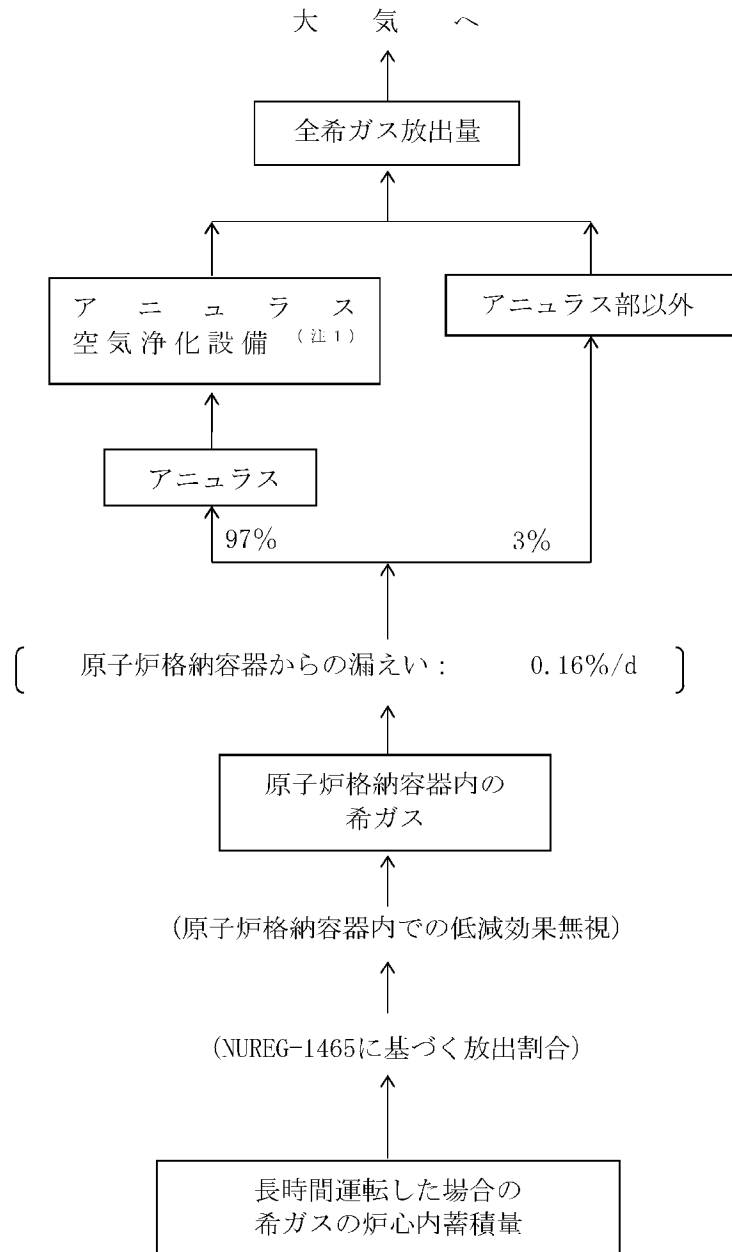 大気へ
全希ガス放出量
アニュラス
空気浄化設備（注１）
アニュラス部以外
アニュラス
97%
3%
原子炉格納容器からの漏えい： 0.16%/d
原子炉格納容器内の
希ガス
(原子炉格納容器内での低減効果無視)
(NUREG-1465に基づく放出割合)
長時間運転した場合の
希ガスの炉心内蓄積量